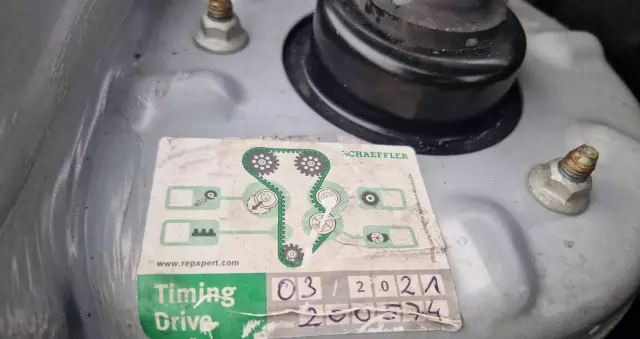 SCHAEFFLER
www.repxpert.com
Timing Drive
03/2021
200574